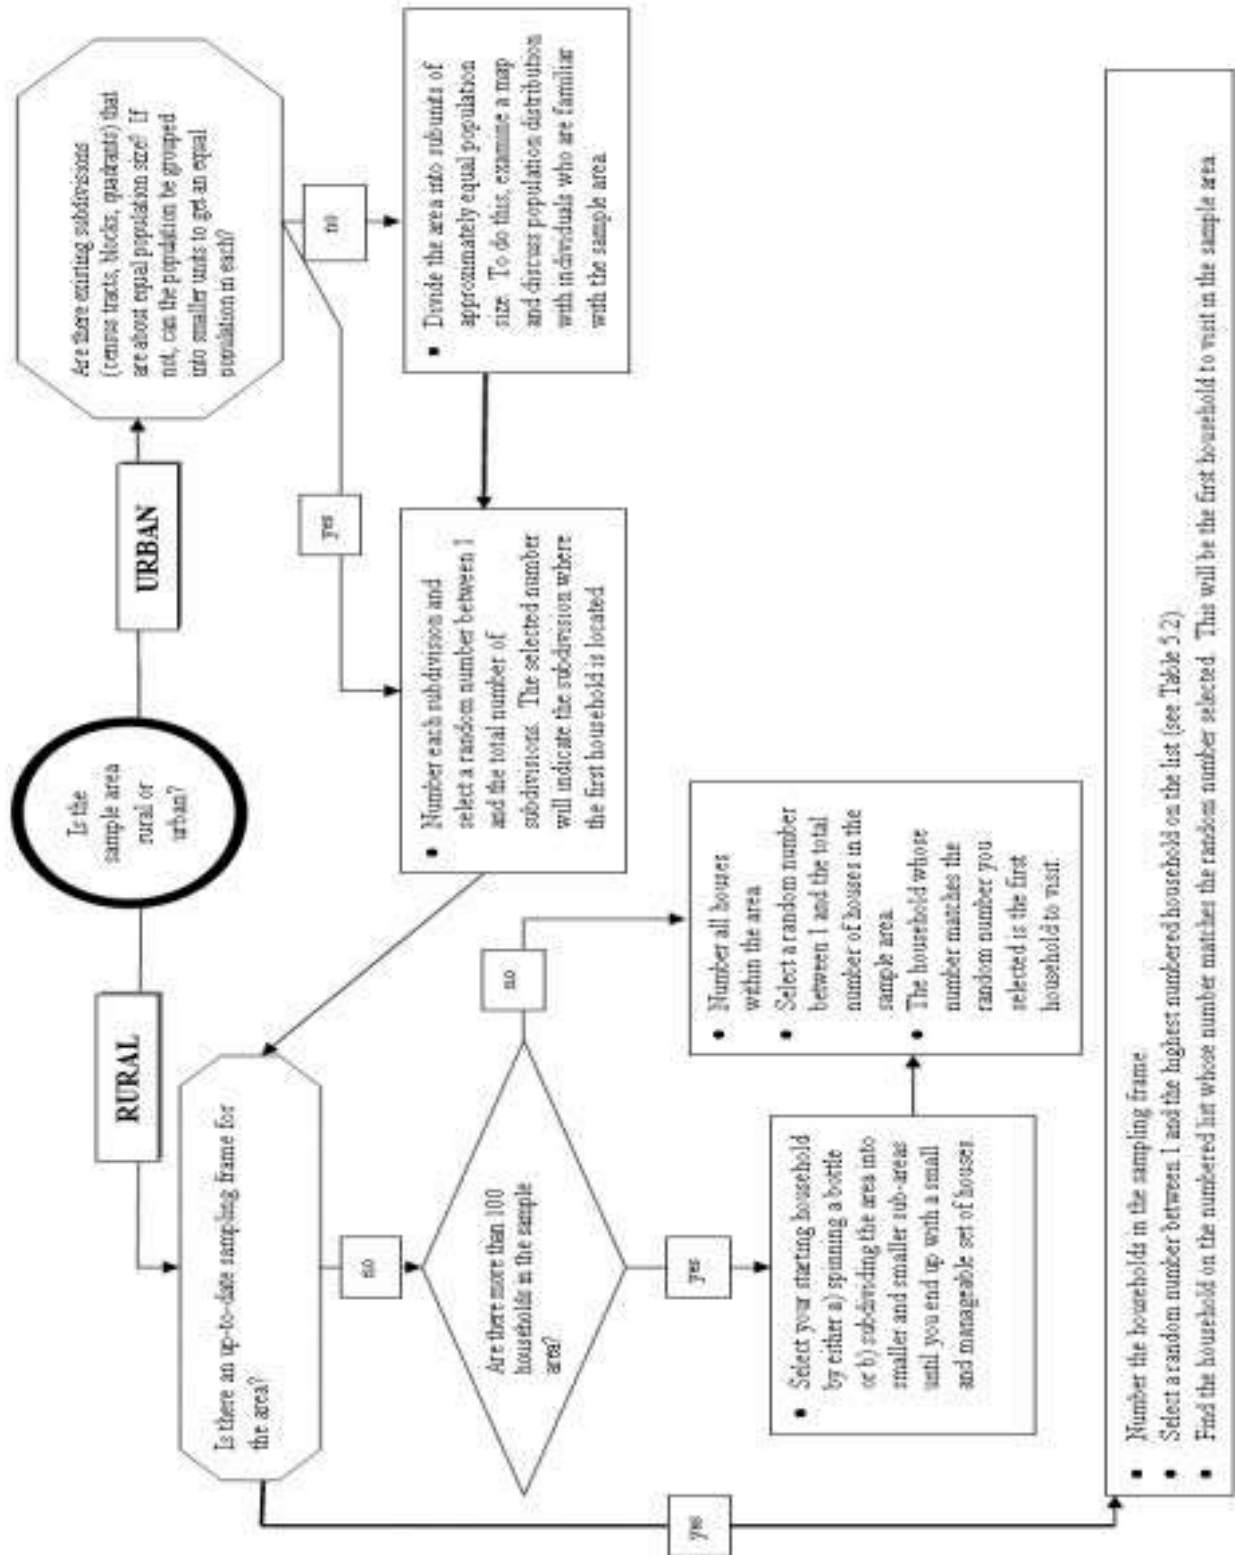 Is the
sample area
rural or
urban?
RURAL
URBAN
Are there existing subdivisions
(census tracts, blocks, quadrants) that
are about equal population size? If
not, can the population be grouped
into smaller units to get an equal
population in each?
no
yes
• Divide the area into subunits of
approximately equal population
size. To do this, examine a map
and discuss population distribution
with individuals who are familiar
with the sample area.
• Number each subdivision and
select a random number between 1
and the total number of
subdivisions. The selected number
will indicate the subdivision where
the first household is located
Is there an up-to-date sampling frame for
the area?
no
Are there more than 100
households in the sample
area?
no
• Number all houses
within the area.
• Select a random number
between 1 and the total
number of houses in the
sample area.
• The household whose
number matches the
random number you
selected is the first
household to visit.
yes
• Select your starting household
by either a) spinning a bottle
or b) subdividing the area into
smaller and smaller sub-areas
until you end up with a small
and manageable set of houses.
yes
• Number the households in the sampling frame.
• Select a random number between 1 and the highest numbered household on the list (see Table 5.2)
• Find the household on the numbered list whose number matches the random number selected. This will be the first household to visit in the sample area.